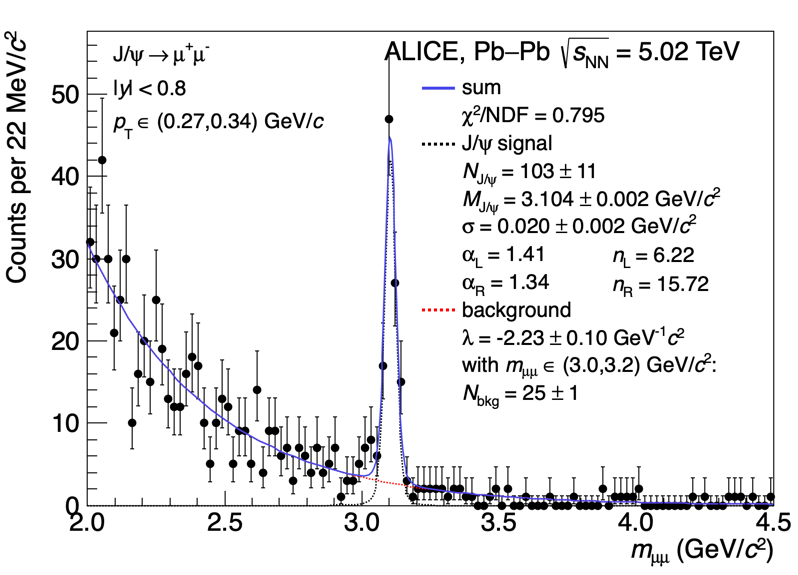 J/ψ → μ⁺μ⁻
|y| < 0.8
p_T ∈ (0.27,0.34) GeV/c
ALICE, Pb–Pb √s_NN = 5.02 TeV
sum
χ²/NDF = 0.795
J/ψ signal
N_J/ψ = 103 ± 11
M_J/ψ = 3.104 ± 0.002 GeV/c²
σ = 0.020 ± 0.002 GeV/c²
α_L = 1.41 n_L = 6.22
α_R = 1.34 n_R = 15.72
background
λ = -2.23 ± 0.10 GeV⁻¹c²
with m_μμ ∈ (3.0,3.2) GeV/c²:
N_bkg = 25 ± 1
Counts per 22 MeV/c²
50
40
30
20
10
0
2.0 2.5 3.0 3.5 4.0 4.5
m_μμ (GeV/c²)